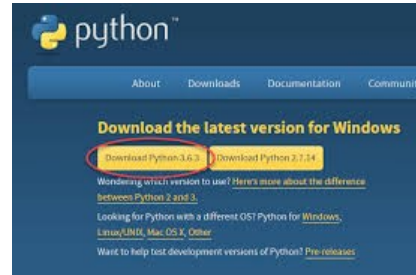 python™
About Downloads Documentation Communit
Download the latest version for Windows
Download Python 3.6.3 Download Python 2.7.14
Wondering which version to use? Here's more about the difference
between Python 2 and 3.
Looking for Python with a different OS? Python for Windows,
Linux/UNIX, Mac OS X, Other
Want to help test development versions of Python? Pre-releases